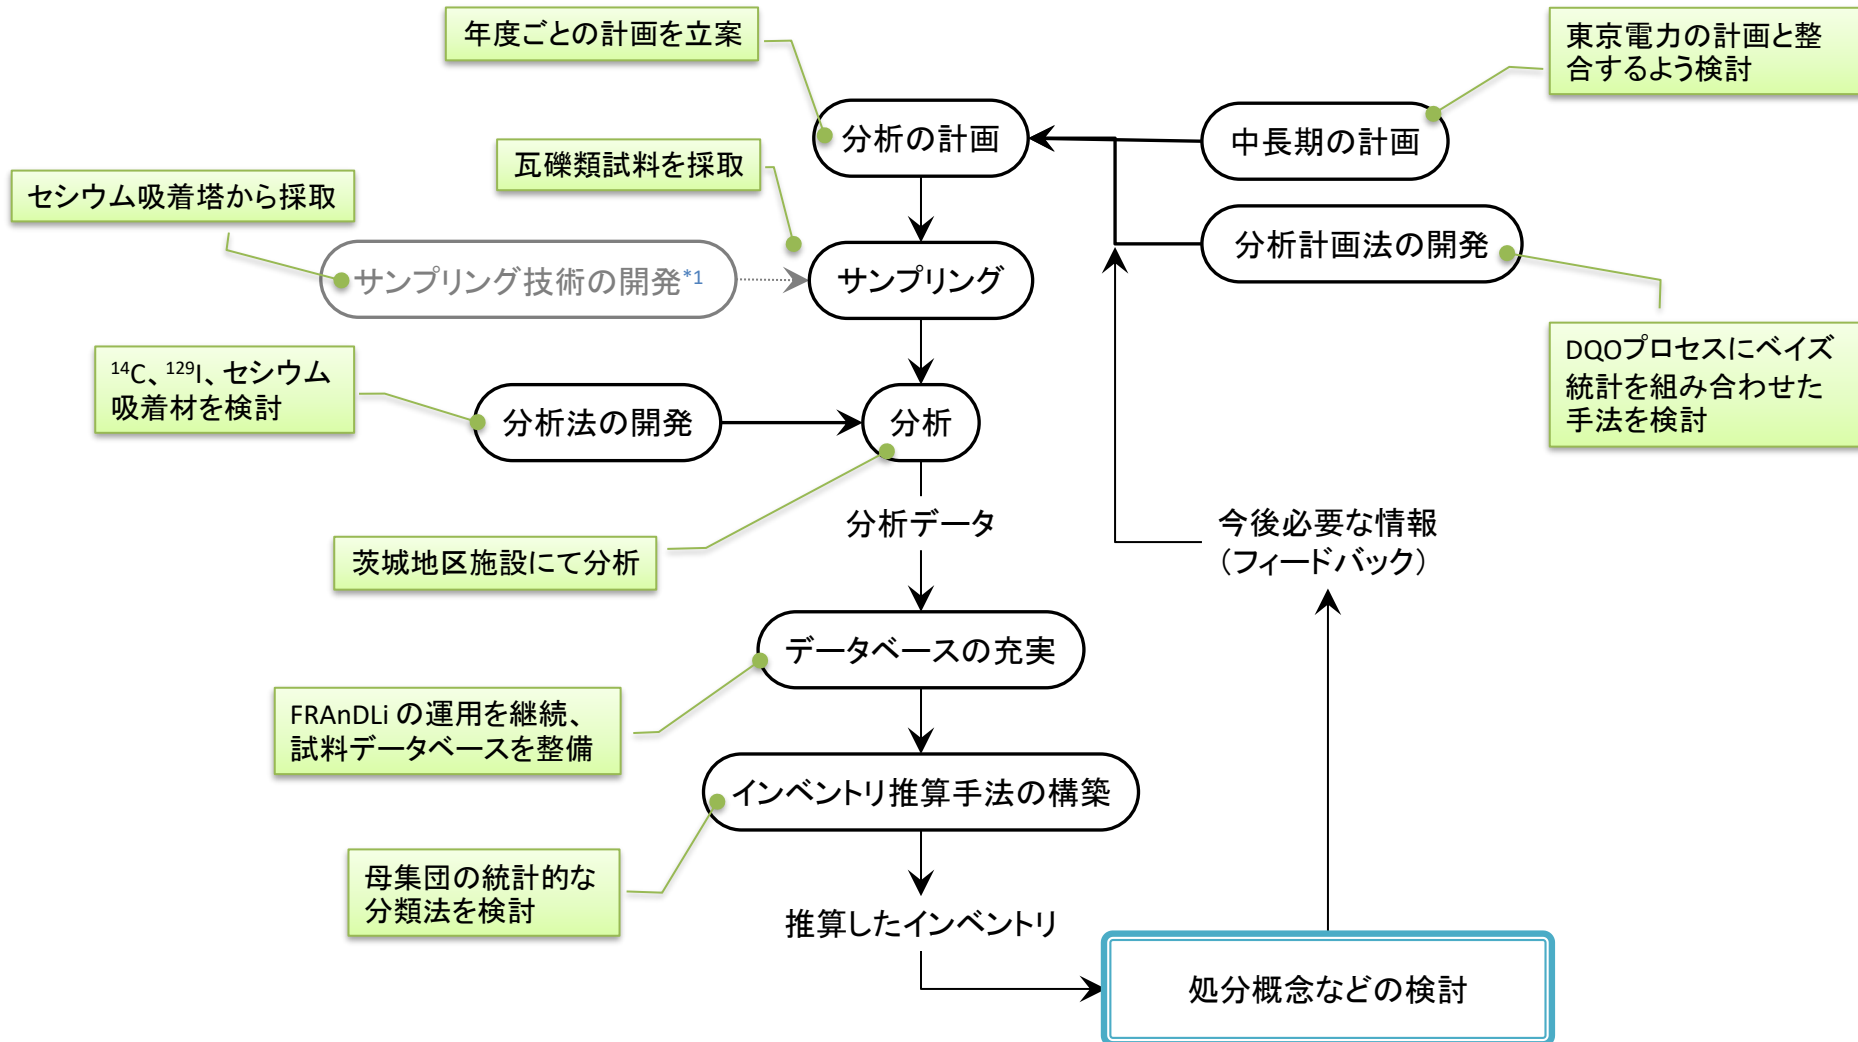 年度ごとの計画を立案
東京電力の計画と整
合するよう検討
分析の計画
中長期の計画
瓦礫類試料を採取
セシウム吸着塔から採取
分析計画法の開発
サンプリング技術の開発*1
サンプリング
DQOプロセスにベイズ
統計を組み合わせた
手法を検討
14C、129I、セシウム
吸着材を検討
分析法の開発
分析
分析データ
今後必要な情報
（フィードバック）
茨城地区施設にて分析
データベースの充実
FRAnDLi の運用を継続、
試料データベースを整備
インベントリ推算手法の構築
母集団の統計的な
分類法を検討
推算したインベントリ
処分概念などの検討